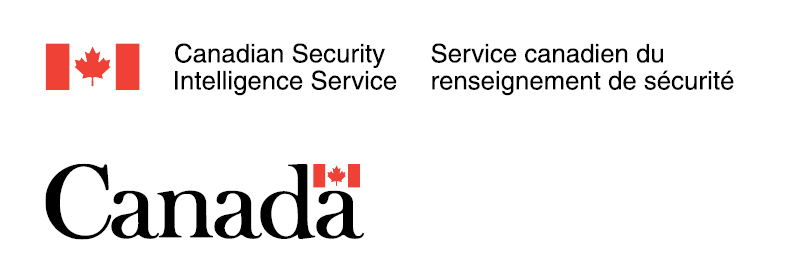 Canadian Security
Intelligence Service
Service canadien du
renseignement de sécurité
Canada